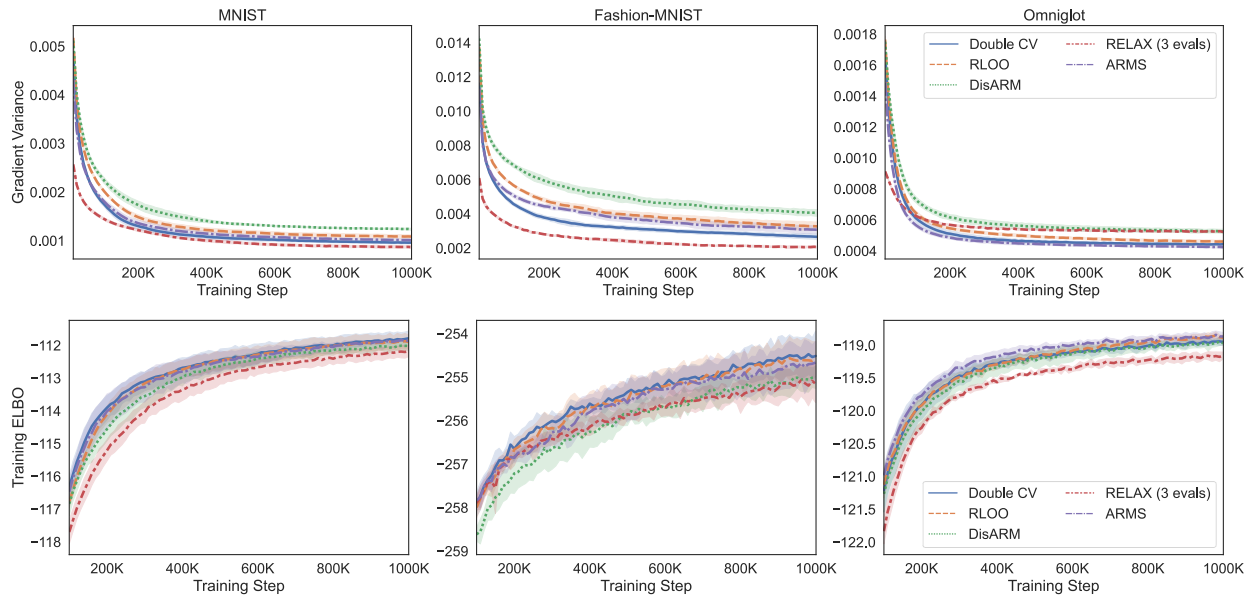 MNIST
Fashion-MNIST
Omniglot
Gradient Variance
0.005
0.004
0.003
0.002
0.001
200K 400K 600K 800K 1000K
Training Step
0.014
0.012
0.010
0.008
0.006
0.004
0.002
200K 400K 600K 800K 1000K
Training Step
0.0018
0.0016
0.0014
0.0012
0.0010
0.0008
0.0006
0.0004
Double CV
RLOO
DisARM
RELAX (3 evals)
ARMS
200K 400K 600K 800K 1000K
Training Step
Training ELBO
−112
−113
−114
−115
−116
−117
−118
200K 400K 600K 800K 1000K
Training Step
−254
−255
−256
−257
−258
−259
200K 400K 600K 800K 1000K
Training Step
−119.0
−119.5
−120.0
−120.5
−121.0
−121.5
−122.0
Double CV
RLOO
DisARM
RELAX (3 evals)
ARMS
200K 400K 600K 800K 1000K
Training Step